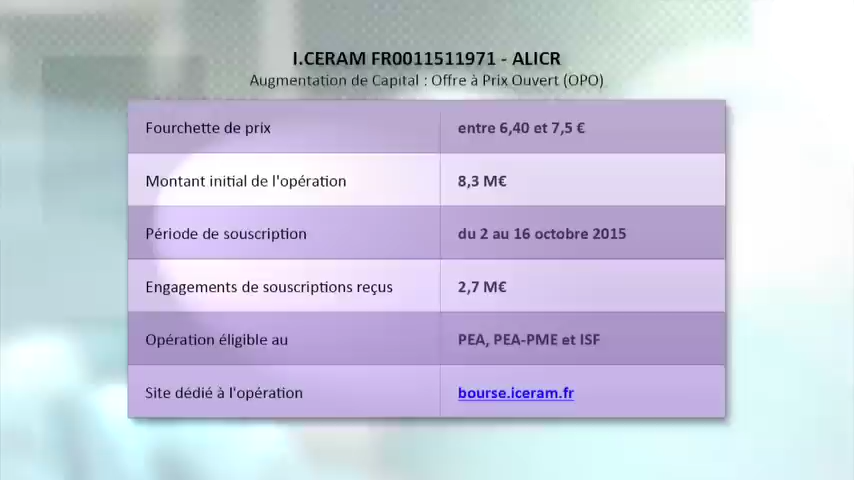 I.CERAM FR0011511971 - ALICR
Augmentation de Capital : Offre à Prix Ouvert (OPO)
Fourchette de prix entre 6,40 et 7,5 €
Montant initial de l'opération 8,3 M€
Période de souscription du 2 au 16 octobre 2015
Engagements de souscriptions reçus 2,7 M€
Opération éligible au PEA, PEA-PME et ISF
Site dédié à l'opération bourse.iceram.fr